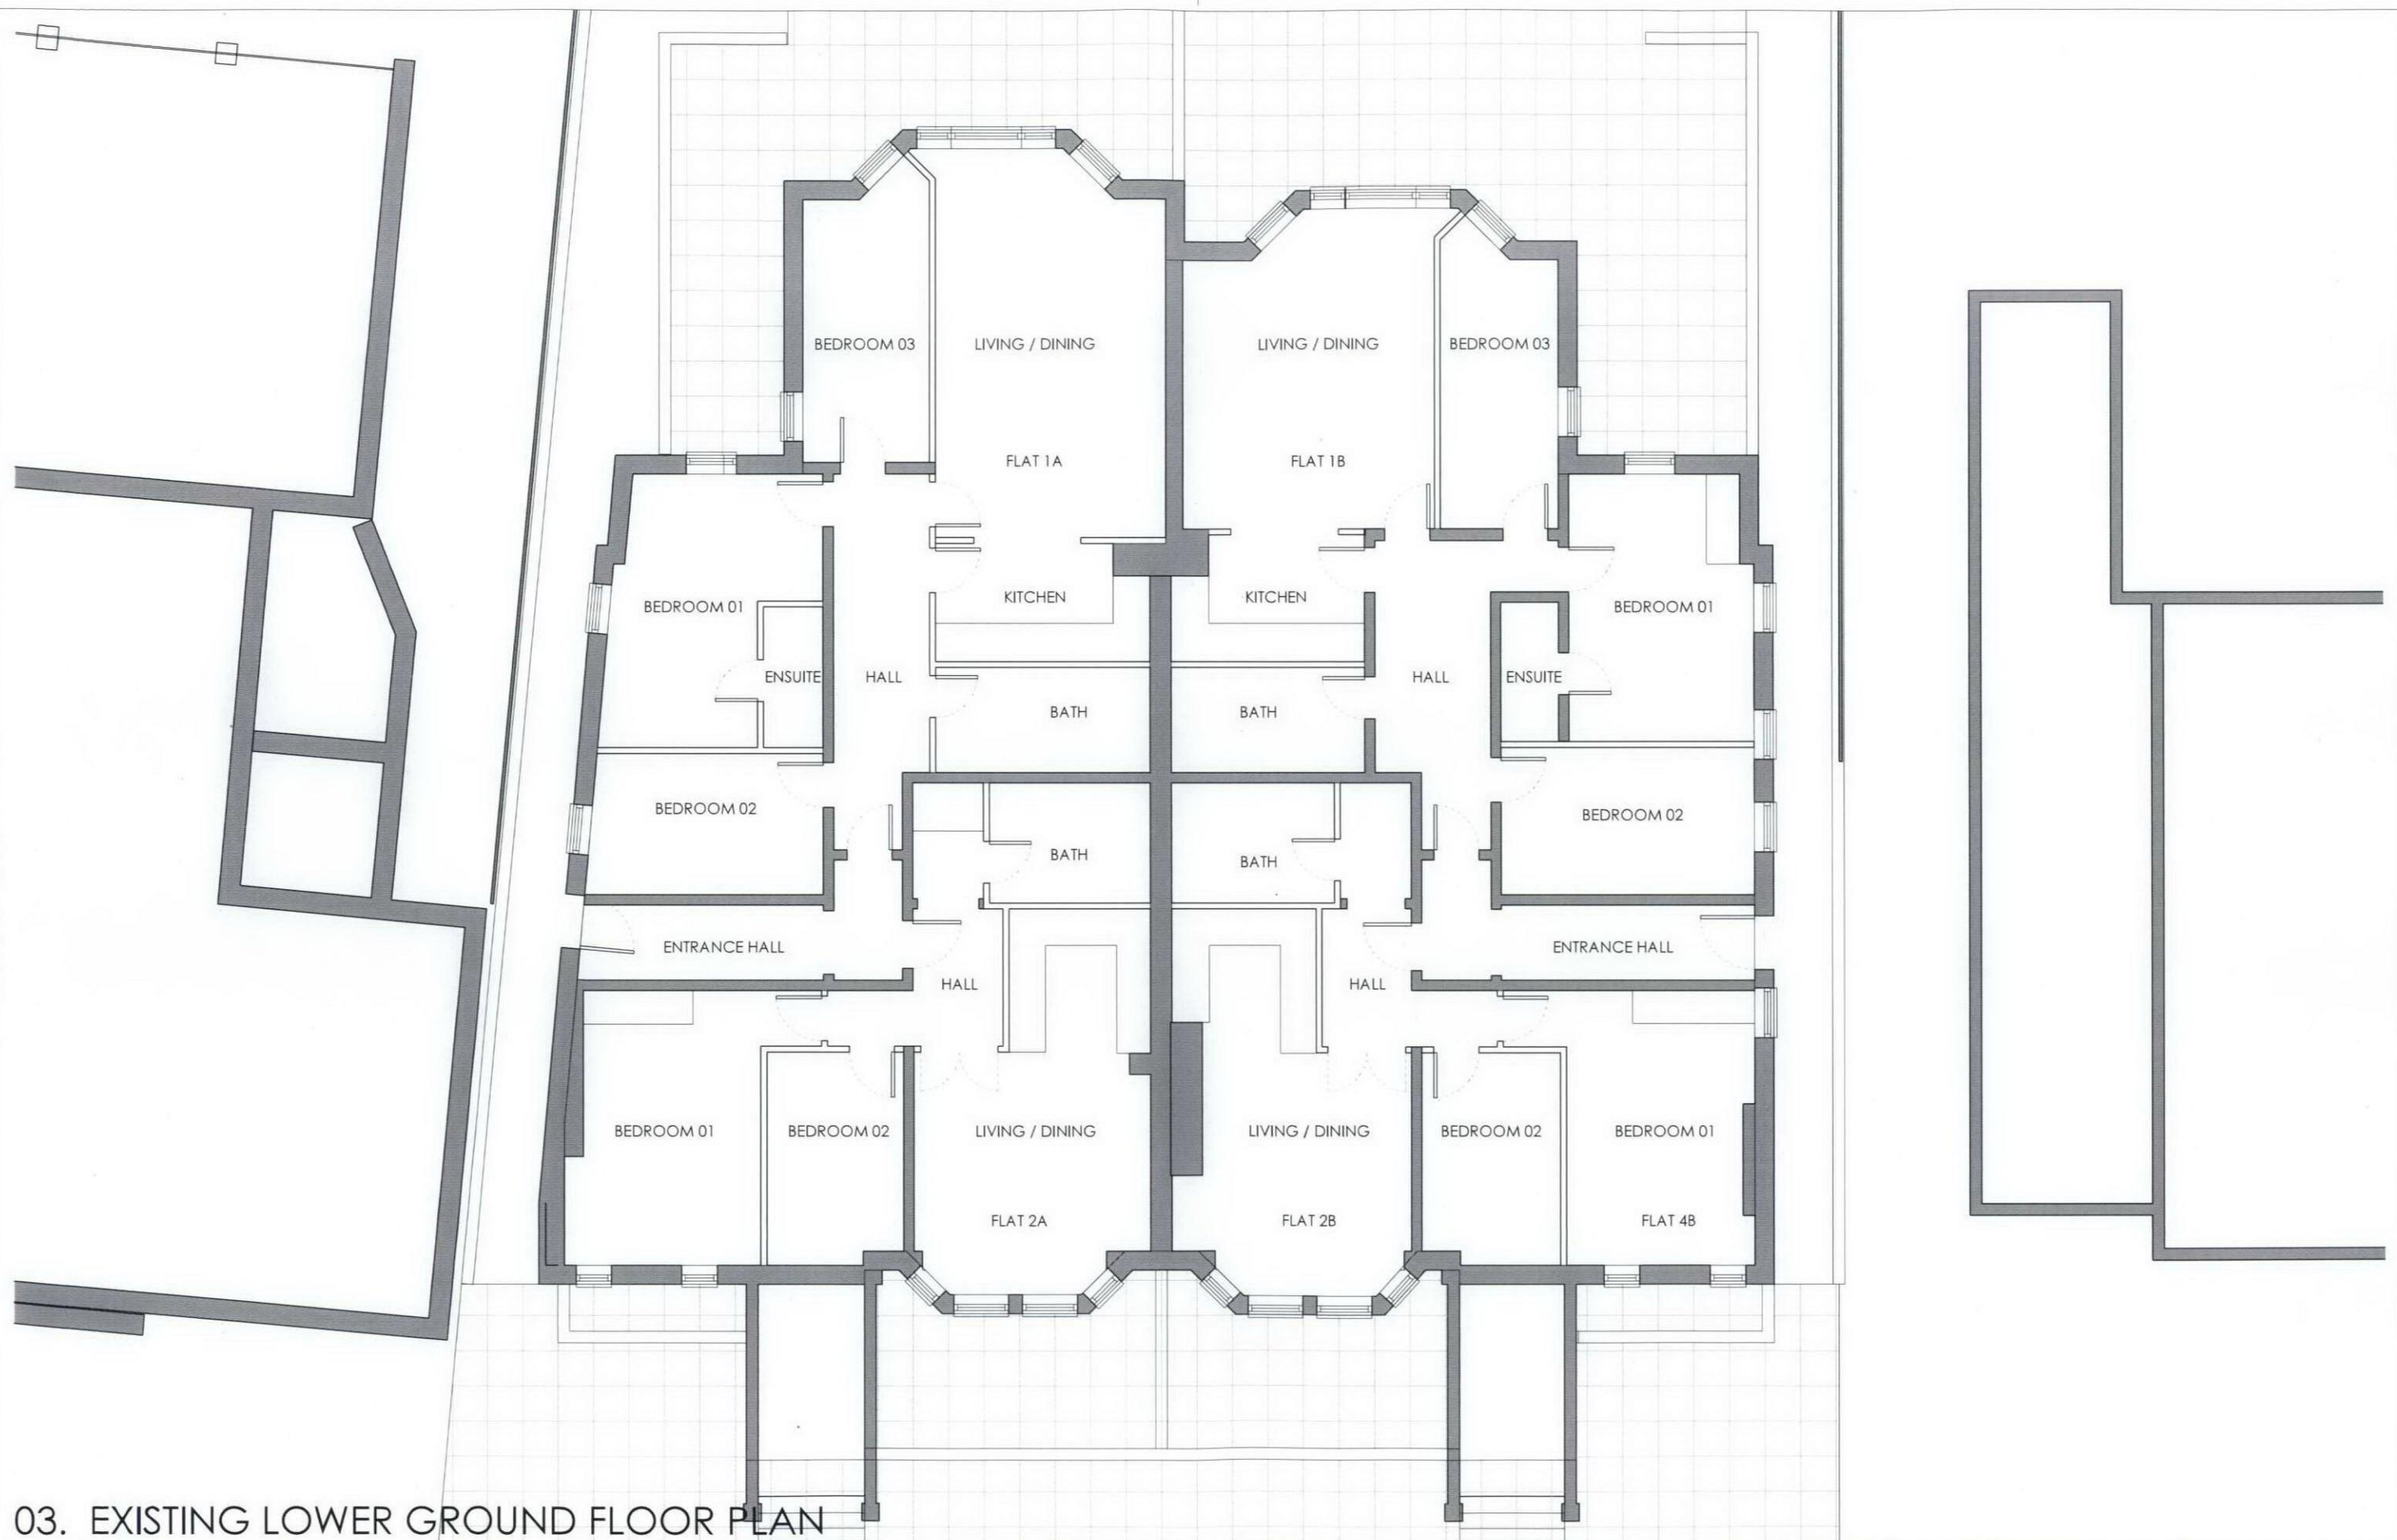 BEDROOM 03 LIVING / DINING LIVING / DINING BEDROOM 03
FLAT 1A FLAT 1B
KITCHEN KITCHEN
BEDROOM 01 BEDROOM 01
ENSUITE HALL HALL ENSUITE
BATH BATH
BEDROOM 02 BEDROOM 02
BATH BATH
ENTRANCE HALL ENTRANCE HALL
HALL HALL
BEDROOM 01 BEDROOM 02 LIVING / DINING LIVING / DINING BEDROOM 02 BEDROOM 01
FLAT 2A FLAT 2B FLAT 4B
03. EXISTING LOWER GROUND FLOOR PLAN